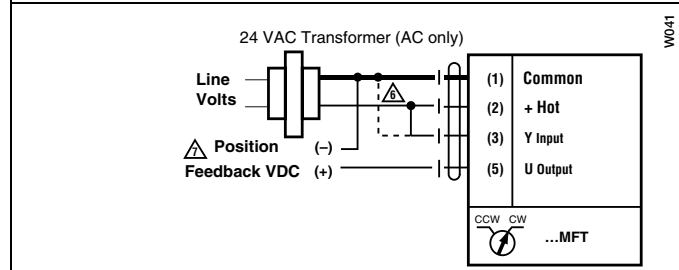 W041
24 VAC Transformer (AC only)
Line
Volts
(1) Common
(2) + Hot
(3) Y Input
(5) U Output
6
7 Position (–)
Feedback VDC (+)
CCW CW
...MFT